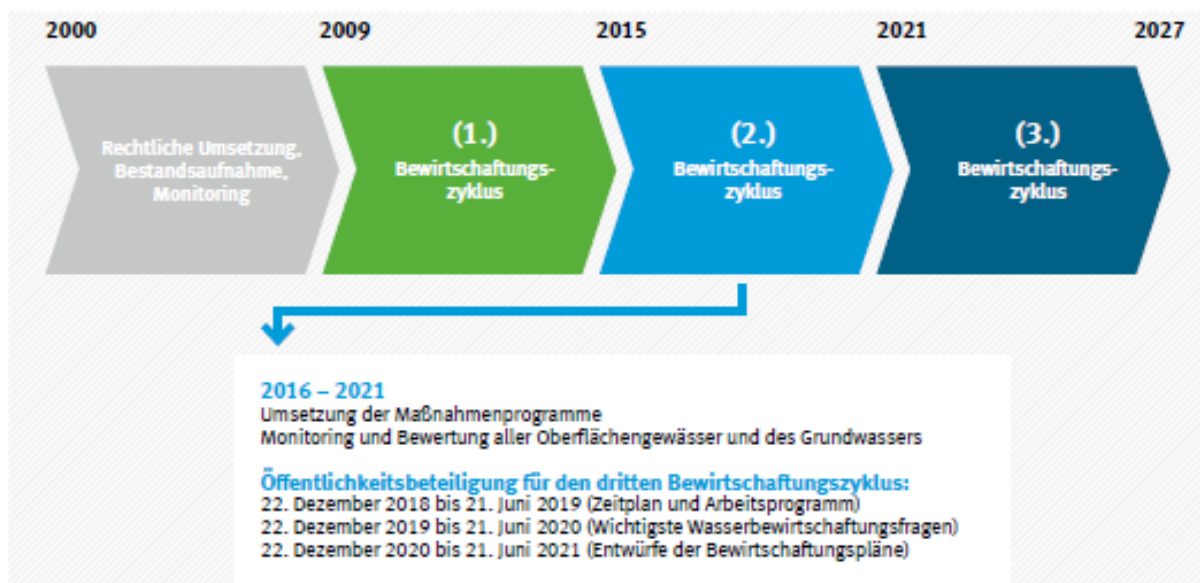 2000 2009 2015 2021 2027
Rechtliche Umsetzung,
Bestandsaufnahme,
Monitoring
(1.)
Bewirtschaftungs-
zyklus
(2.)
Bewirtschaftungs-
zyklus
(3.)
Bewirtschaftungs-
zyklus
2016 – 2021
Umsetzung der Maßnahmenprogramme
Monitoring und Bewertung aller Oberflächengewässer und des Grundwassers
Öffentlichkeitsbeteiligung für den dritten Bewirtschaftungszyklus:
22. Dezember 2018 bis 21. Juni 2019 (Zeitplan und Arbeitsprogramm)
22. Dezember 2019 bis 21. Juni 2020 (Wichtigste Wasserbewirtschaftungsfragen)
22. Dezember 2020 bis 21. Juni 2021 (Entwürfe der Bewirtschaftungspläne)